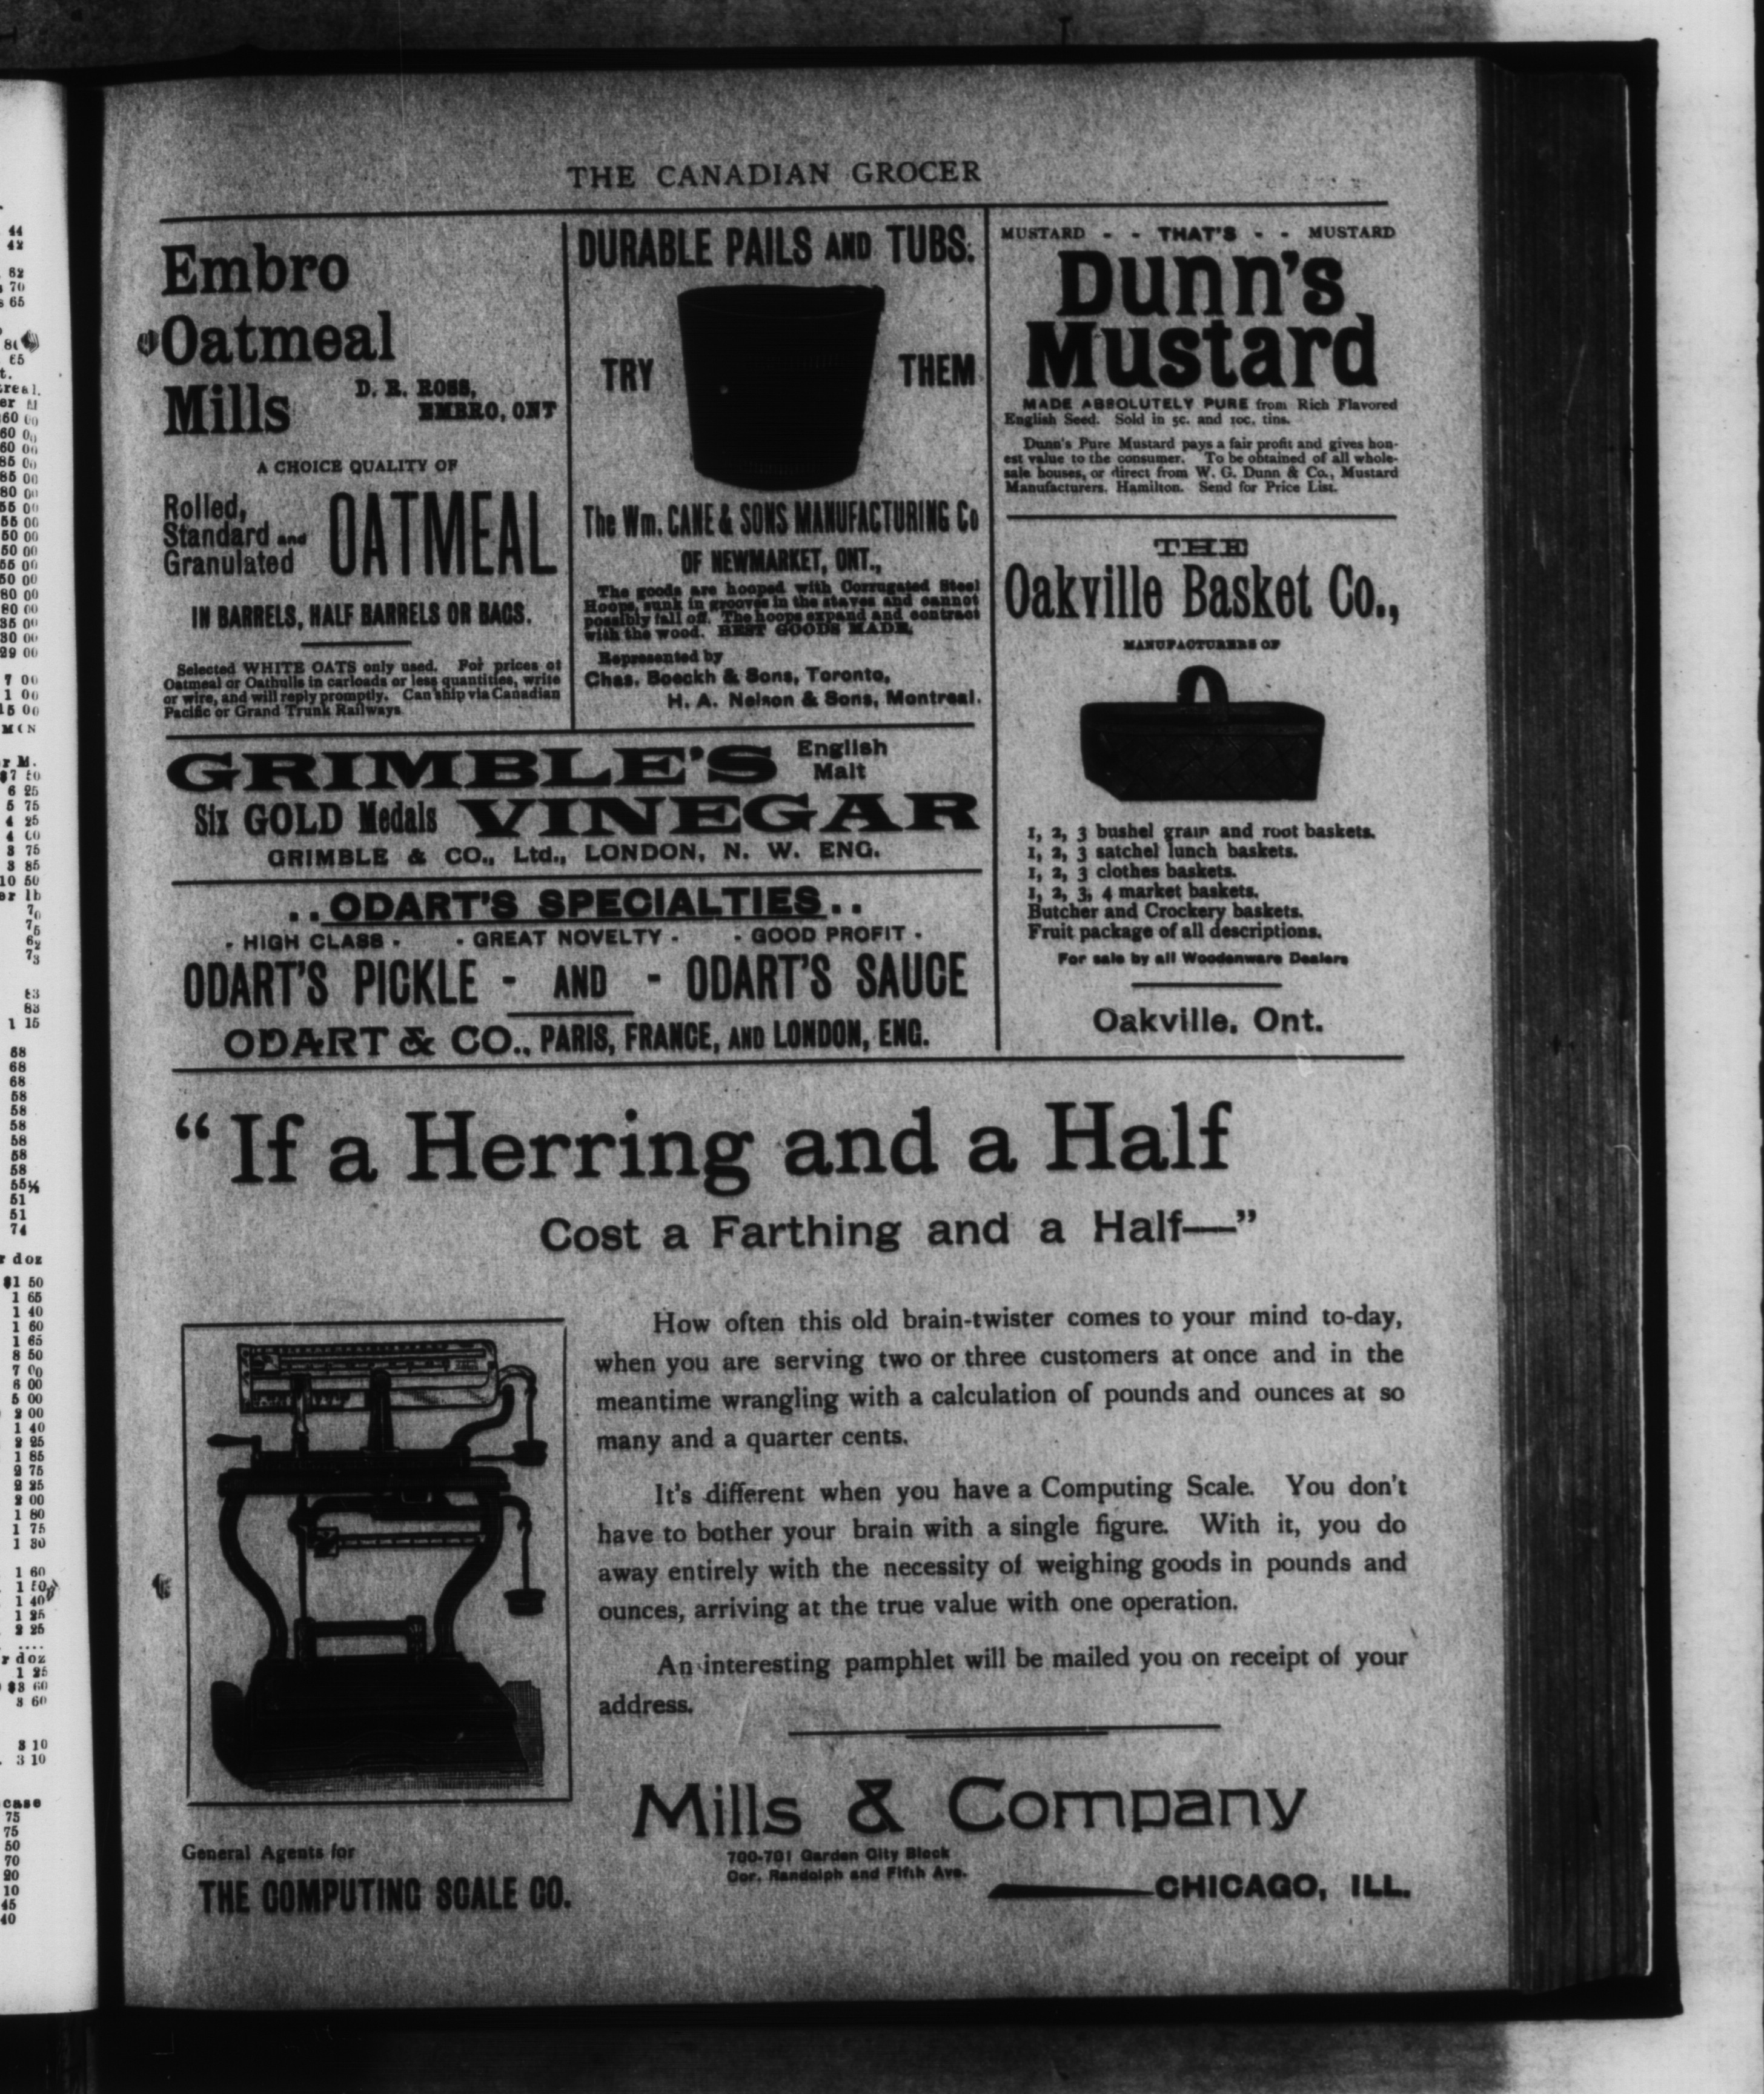 THE CANADIAN GROCER
Embro
Oatmeal
Mills
D. R. ROSS,
EMBRO, ONT
A CHOICE QUALITY OF
Rolled,
Standard and
Granulated
OATMEAL
IN BARRELS, HALF BARRELS OR BAGS.
Selected WHITE OATS only used. For prices of
Oatmeal or Oathulls in carloads or less quantities, write
or wire, and will reply promptly. Can ship via Canadian
Pacific or Grand Trunk Railways
DURABLE PAILS AND TUBS.
TRY
THEM
The Wm. CANE & SONS MANUFACTURING Co
OF NEWMARKET, ONT.,
The goods are hooped with Corrugated Steel
Hoops, sunk in grooves in the staves and cannot
possibly fall off. The hoops expand and contract
with the wood. BEST GOODS MADE.
Represented by
Chas. Boeckh & Sons, Toronto,
H. A. Nelson & Sons, Montreal.
MUSTARD - - THAT'S - - MUSTARD
Dunn's
Mustard
MADE ABSOLUTELY PURE from Rich Flavored
English Seed. Sold in 5c. and 10c. tins.
Dunn's Pure Mustard pays a fair profit and gives hon-
est value to the consumer. To be obtained of all whole-
sale houses, or direct from W. G. Dunn & Co., Mustard
Manufacturers, Hamilton. Send for Price List.
THE
Oakville Basket Co.,
MANUFACTURERS OF
1, 2, 3 bushel grain and root baskets.
1, 2, 3 satchel lunch baskets.
1, 2, 3 clothes baskets.
1, 2, 3, 4 market baskets.
Butcher and Crockery baskets.
Fruit package of all descriptions.
For sale by all Woodenware Dealers
Oakville, Ont.
GRIMBLE'S English
Malt
Six GOLD Medals VINEGAR
GRIMBLE & CO., Ltd., LONDON, N. W. ENG.
..ODART'S SPECIALTIES..
- HIGH CLASS - - GREAT NOVELTY - - GOOD PROFIT -
ODART'S PICKLE - AND - ODART'S SAUCE
ODART & CO., PARIS, FRANCE, AND LONDON, ENG.
"If a Herring and a Half
Cost a Farthing and a Half—"
How often this old brain-twister comes to your mind to-day,
when you are serving two or three customers at once and in the
meantime wrangling with a calculation of pounds and ounces at so
many and a quarter cents.
It's different when you have a Computing Scale. You don't
have to bother your brain with a single figure. With it, you do
away entirely with the necessity of weighing goods in pounds and
ounces, arriving at the true value with one operation.
An interesting pamphlet will be mailed you on receipt of your
address.
Mills & Company
700-701 Garden City Block
Cor. Randolph and Fifth Ave.
CHICAGO, ILL.
General Agents for
THE COMPUTING SCALE CO.